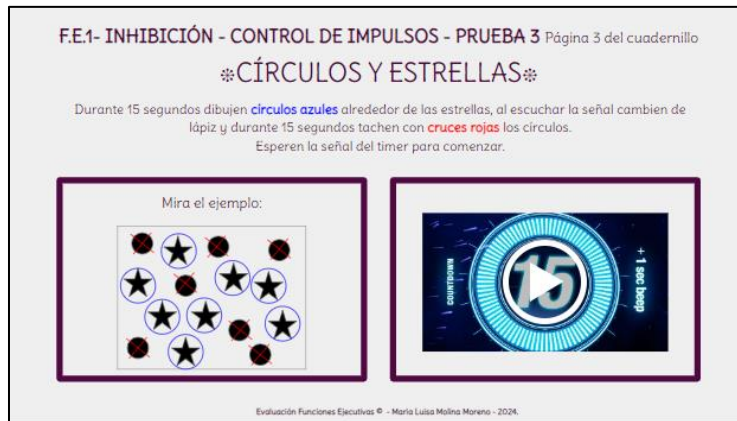 F.E.1- INHIBICIÓN - CONTROL DE IMPULSOS - PRUEBA 3 Página 3 del cuadernillo
❊CÍRCULOS Y ESTRELLAS❊
Durante 15 segundos dibujen círculos azules alrededor de las estrellas, al escuchar la señal cambien de
lápiz y durante 15 segundos tachen con cruces rojas los círculos.
Esperen la señal del timer para comenzar.
Mira el ejemplo:
COUNTDOWN
15
+ 1 sec beep
Evaluación Funciones Ejecutivas © - María Luisa Molina Moreno - 2024.